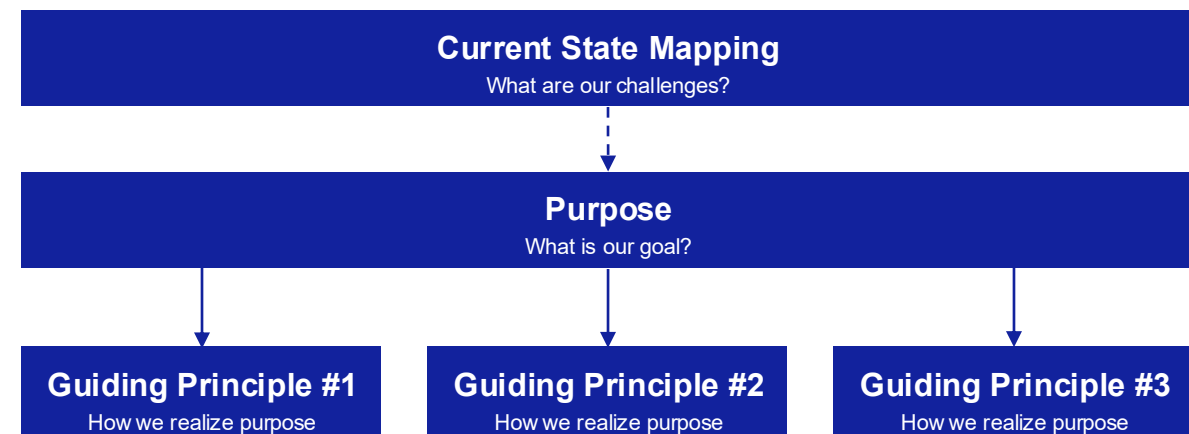 Current State Mapping
What are our challenges?
Purpose
What is our goal?
Guiding Principle #1
How we realize purpose
Guiding Principle #2
How we realize purpose
Guiding Principle #3
How we realize purpose